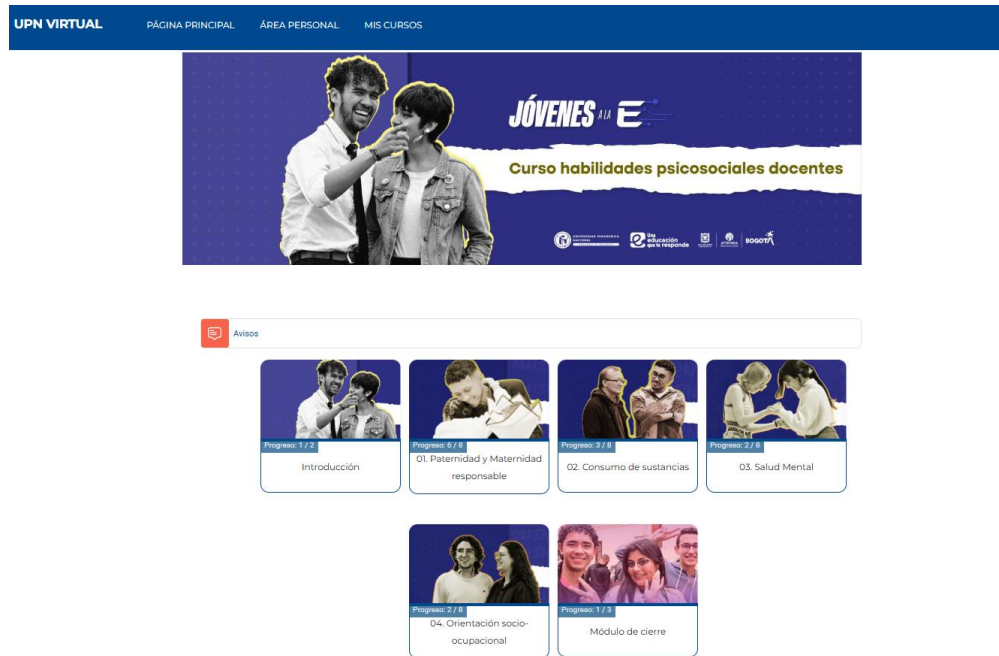 UPN VIRTUAL PÁGINA PRINCIPAL ÁREA PERSONAL MIS CURSOS
JÓVENES A LA E
Curso habilidades psicosociales docentes
UNIVERSIDAD PEDAGÓGICA
NACIONAL
Una
educación
que te responde
BOGOTÁ
Avisos
Progreso: 1 / 2
Introducción
Progreso: 6 / 8
01. Paternidad y Maternidad
responsable
Progreso: 3 / 8
02. Consumo de sustancias
Progreso: 2 / 8
03. Salud Mental
Progreso: 2 / 8
04. Orientación socio-
ocupacional
Progreso: 1 / 3
Módulo de cierre